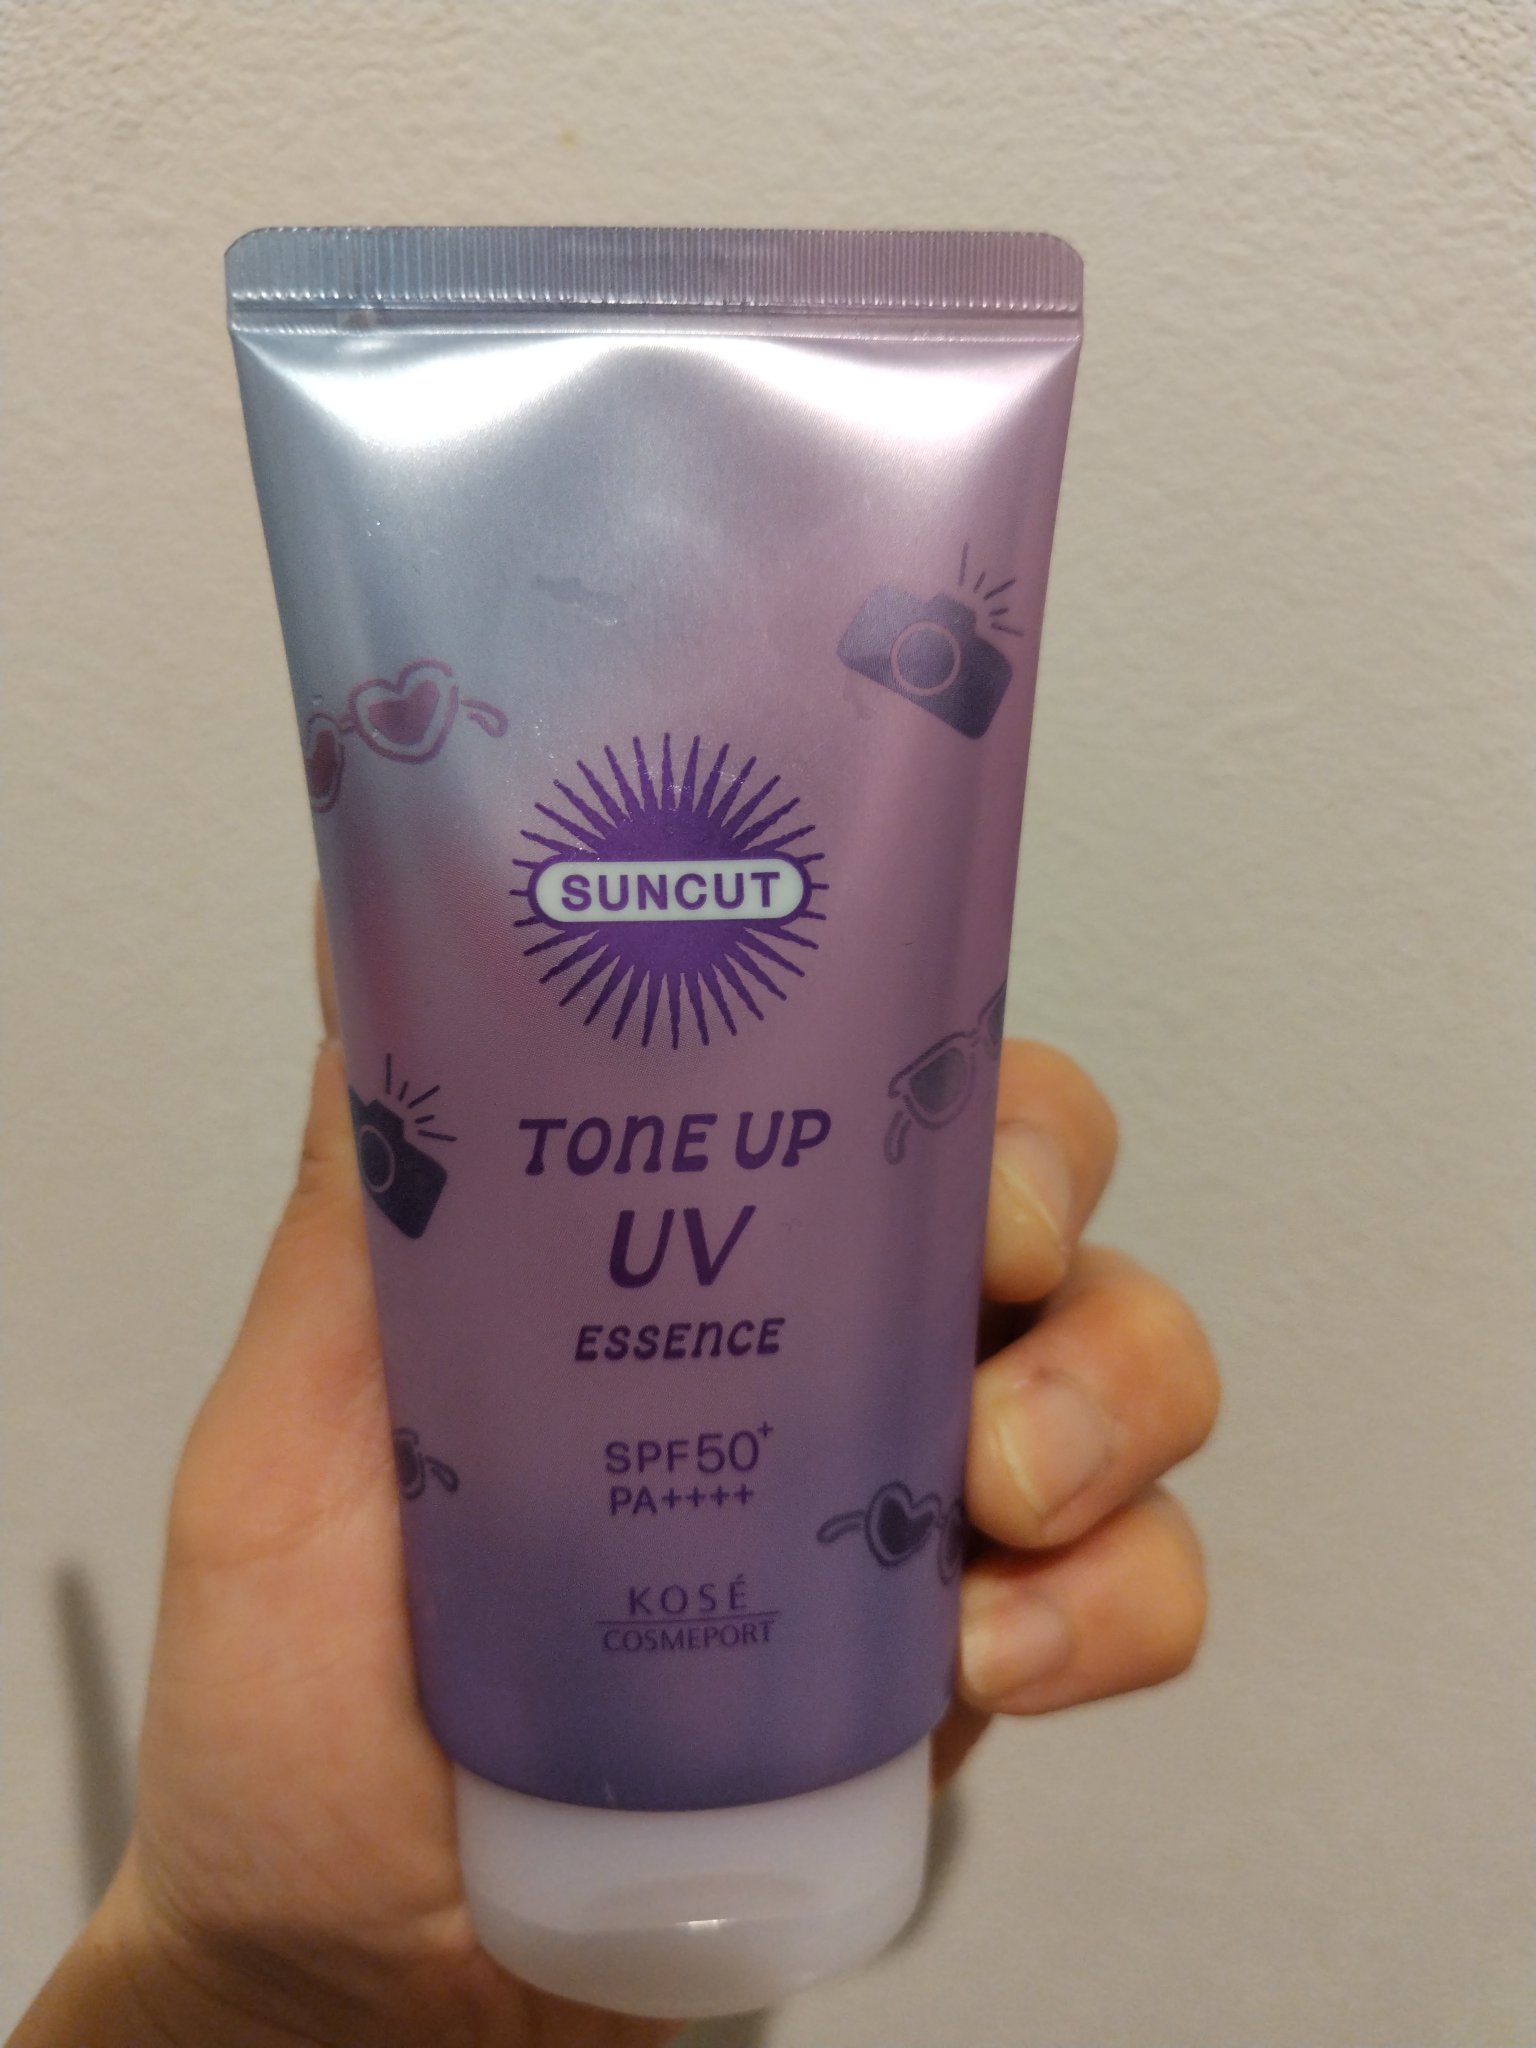 SUNCUT
TONE UP
UV
ESSENCE
SPF50+
PA++++
KOSÉ
COSMEPORT